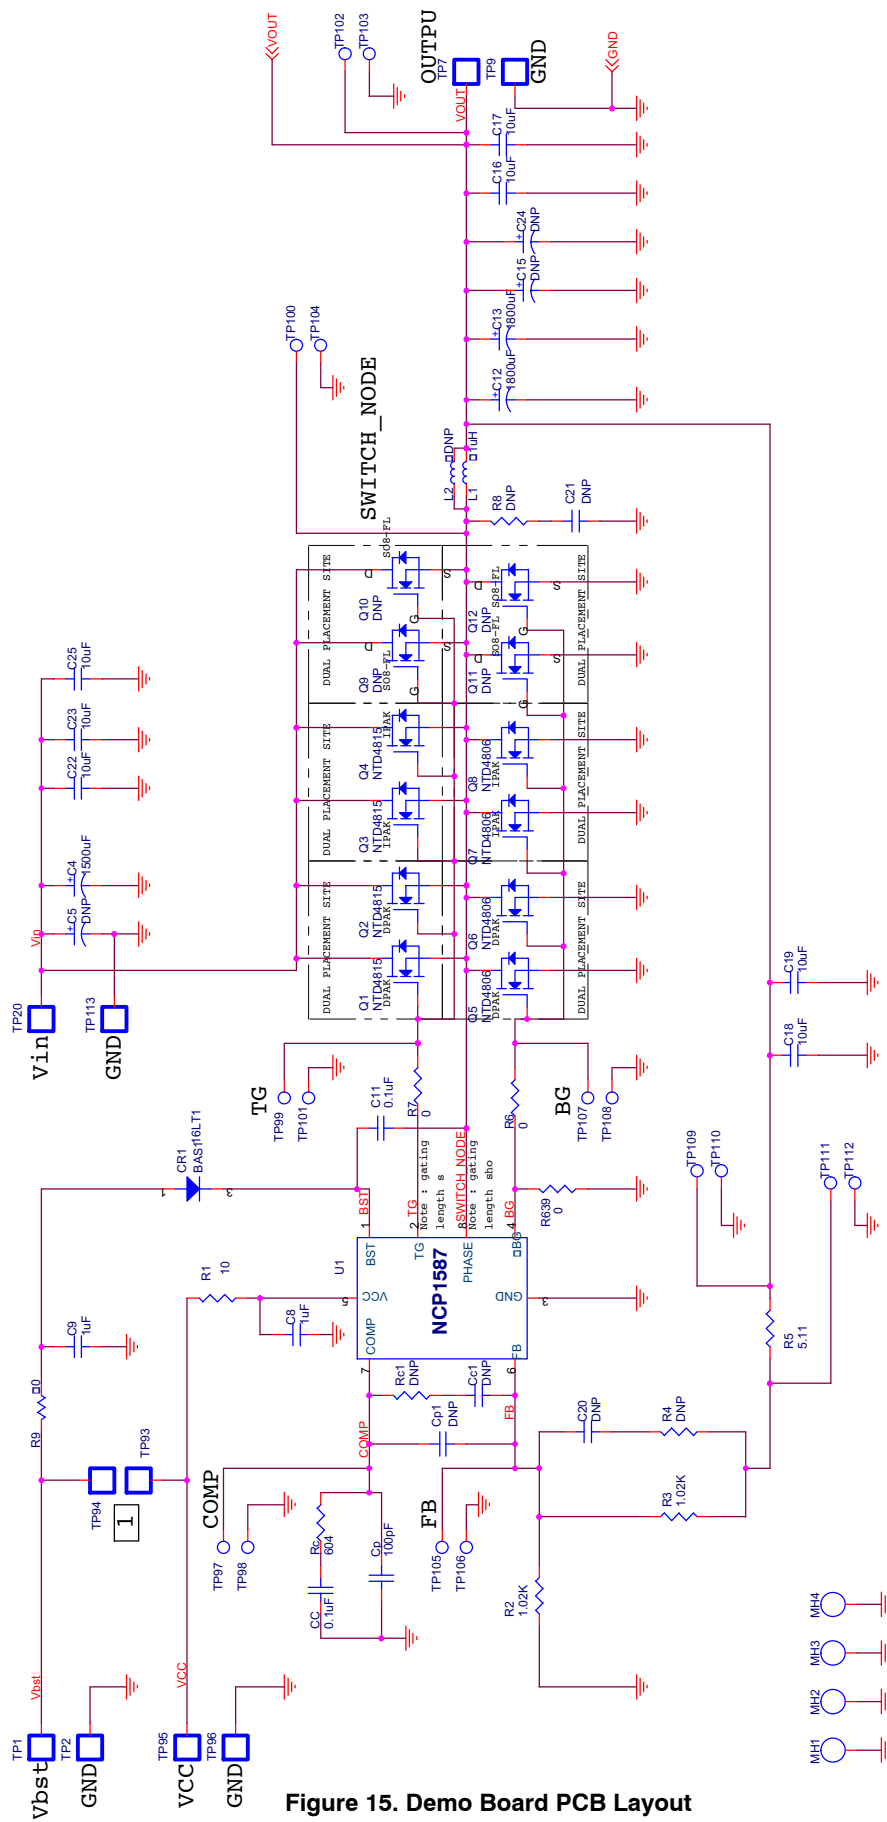 VOUT
TP102
TP103
OUTPU
TP7
VOUT
TP9
GND
GND
C17
10uF
C16
10uF
+C24
DNP
+C15
DNP
+C13
1800uF
+C12
1800uF
TP100
TP104
SWITCH_NODE
DNP
1uH
L2
L1
R8
DNP
C21
DNP
C25
10uF
C23
10uF
C22
10uF
+C4
1500uF
+C5
DNP
Vin
TP20
Vin
TP113
GND
DUAL PLACEMENT SITE
DUAL PLACEMENT SITE
DUAL PLACEMENT SITE
DUAL PLACEMENT SITE
DUAL PLACEMENT SITE
DUAL PLACEMENT SITE
Q10
DNP
SO8-FL
D
S
G
Q9
DNP
SO8-FL
D
S
G
Q12
DNP
SO8-FL
D
S
G
Q11
DNP
SO8-FL
D
S
G
Q4
NTD4815
IPAK
Q3
NTD4815
IPAK
Q8
NTD4806
IPAK
Q7
NTD4806
IPAK
Q2
NTD4815
DPAK
Q1
NTD4815
DPAK
Q6
NTD4806
DPAK
Q5
NTD4806
DPAK
TG
TP99
TP101
R7
0
C11
0.1uF
BG
TP107
TP108
R6
0
R639
0
CR1
BAS116LT1
1
3
BST
1
TG
2
Note : gating
length s
SWITCH_NODE
8
Note : gating
length sho
BG
4
U1
BST
TG
PHASE
BG
VCC
5
NCP1587
GND
3
COMP
7
FB
6
R1
10
C8
1uF
C9
1uF
R9
0
TP94
TP93
1
COMP
TP97
TP98
COMP
Rc1
DNP
Cc1
DNP
Cp1
DNP
FB
Rc
604
Cp
100pF
CC
0.1uF
FB
TP105
TP106
C20
DNP
R4
DNP
R3
1.02K
R2
1.02K
R5
5.11
C19
10uF
C18
10uF
TP109
TP110
TP111
TP112
Vbst
VCC
TP1
Vbst
TP2
GND
TP95
VCC
TP96
GND
MH4
MH3
MH2
MH1
Figure 15. Demo Board PCB Layout